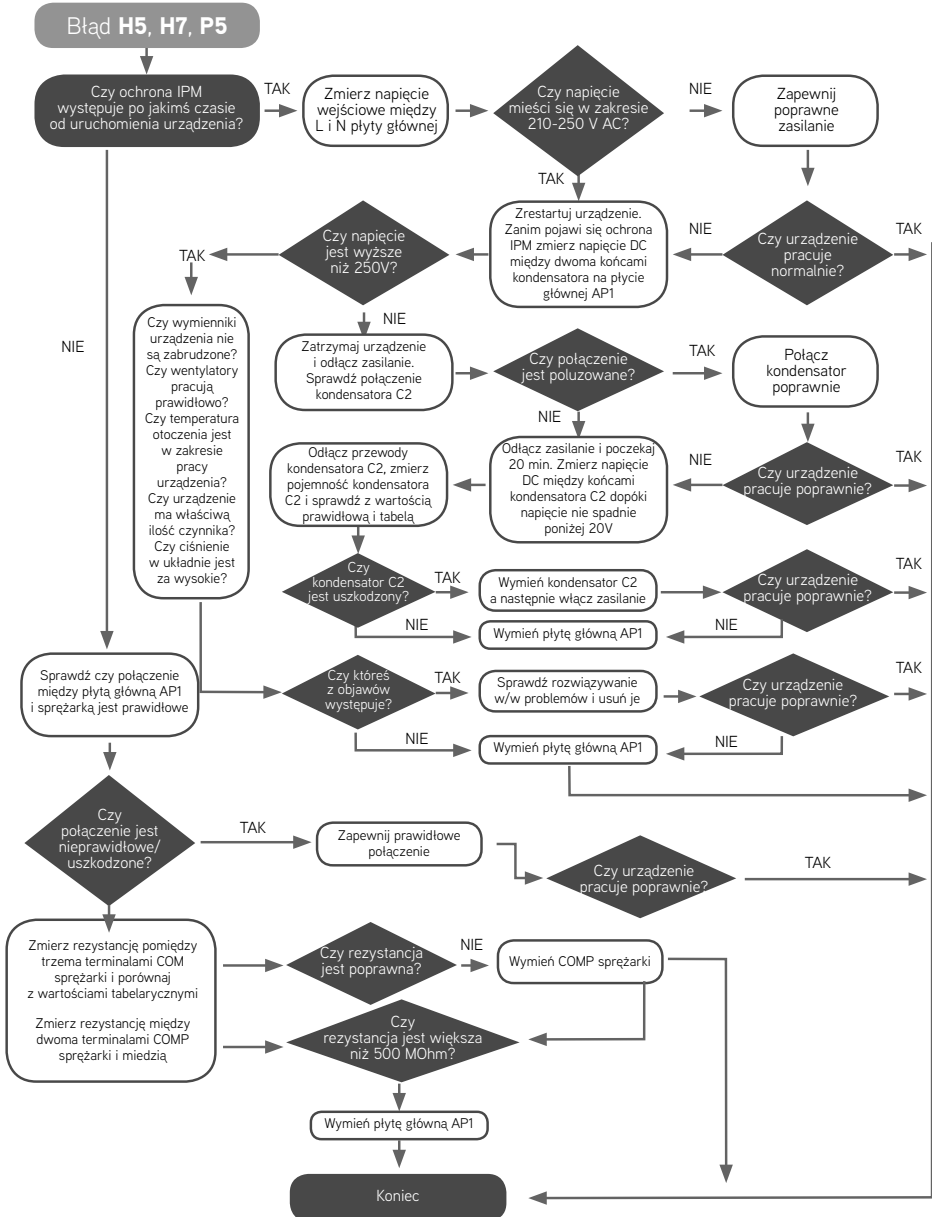 Błąd H5, H7, P5
Czy ochrona IPM
występuje po jakimś czasie
od uruchomienia urządzenia?
TAK
Zmierz napięcie
wejściowe między
L i N płyty głównej
Czy napięcie
mieści się w zakresie
210-250 V AC?
NIE
Zapewnij
poprawne
zasilanie
TAK
Zrestartuj urządzenie.
Zanim pojawi się ochrona
IPM zmierz napięcie DC
między dwoma końcami
kondensatora na płycie
głównej AP1
NIE
Czy urządzenie
pracuje
normalnie?
TAK
Czy napięcie
jest wyższe
niż 250V?
TAK
NIE
NIE
Czy wymienniki
urządzenia nie
są zabrudzone?
Czy wentylatory
pracują
prawidłowo?
Czy temperatura
otoczenia jest
w zakresie
pracy
urządzenia?
Czy urządzenie
ma właściwą
ilość czynnika?
Czy ciśnienie
w układnie jest
za wysokie?
Zatrzymaj urządzenie
i odłącz zasilanie.
Sprawdź połączenie
kondensatora C2
Czy połączenie
jest poluzowane?
TAK
Połącz
kondensator
poprawnie
NIE
Odłącz przewody
kondensatora C2, zmierz
pojemność kondensatora
C2 i sprawdź z wartością
prawidłową i tabelą
Odłącz zasilanie i poczekaj
20 min. Zmierz napięcie
DC między końcami
kondensatora C2 dopóki
napięcie nie spadnie
poniżej 20V
NIE
Czy urządzenie
pracuje poprawnie?
TAK
Czy
kondensator C2
jest uszkodzony?
TAK
Wymień kondensator C2
a następnie włącz zasilanie
Czy urządzenie
pracuje poprawnie?
TAK
NIE
Wymień płytę główną AP1
NIE
Sprawdź czy połączenie
między płytą główną AP1
i sprężarką jest prawidłowe
Czy któreś
z objawów
występuje?
TAK
Sprawdź rozwiązywanie
w/w problemów i usuń je
Czy urządzenie
pracuje poprawnie?
TAK
NIE
Wymień płytę główną AP1
NIE
Czy
połączenie jest
nieprawidłowe/
uszkodzone?
TAK
Zapewnij prawidłowe
połączenie
Czy urządzenie
pracuje poprawnie?
TAK
Zmierz rezystancję pomiędzy
trzema terminalami COM
sprężarki i porównaj
z wartościami tabelarycznymi
Zmierz rezystancję między
dwoma terminalami COMP
sprężarki i miedzią
Czy rezystancja
jest poprawna?
NIE
Wymień COMP sprężarki
Czy
rezystancja jest większa
niż 500 MOhm?
Wymień płytę główną AP1
Koniec